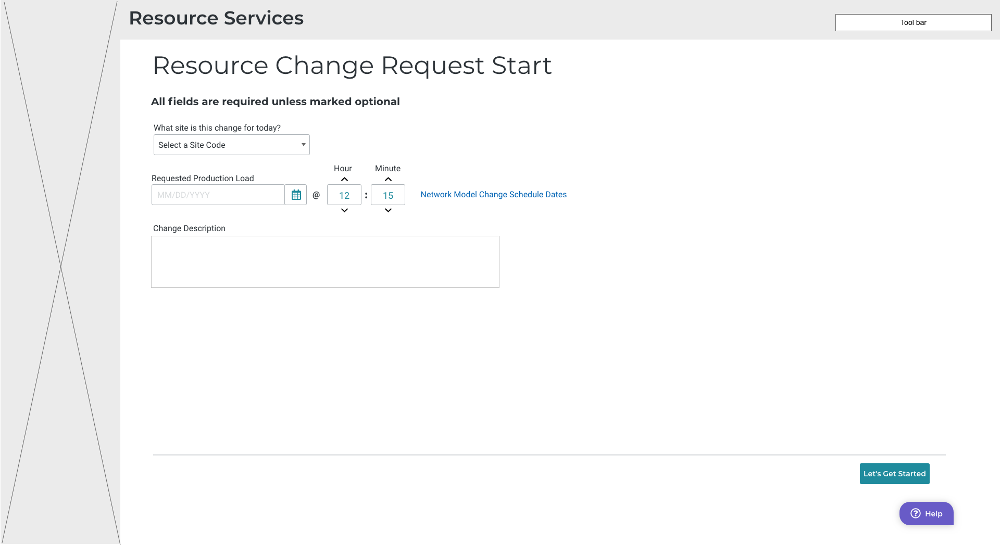 Resource Services
Tool bar
Resource Change Request Start
All fields are required unless marked optional
What site is this change for today?
Select a Site Code
Hour
Minute
Requested Production Load
MM/DD/YYYY
@
12
:
15
Network Model Change Schedule Dates
Change Description
Let's Get Started
? Help